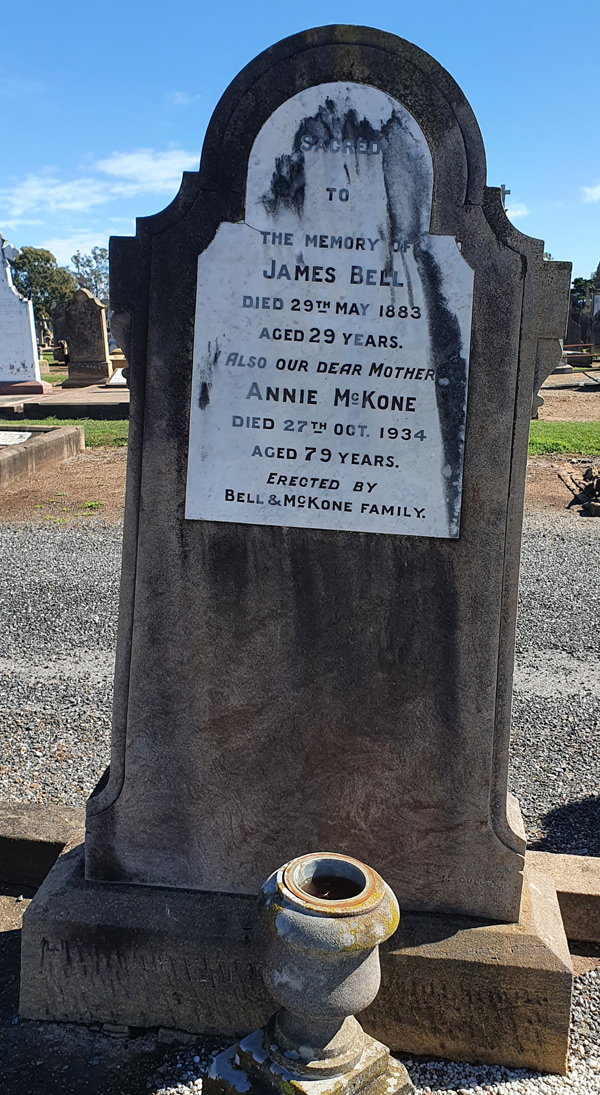 SACRED
TO
THE MEMORY OF
JAMES BELL
DIED 29TH MAY 1883
AGED 29 YEARS.
ALSO OUR DEAR MOTHER
ANNIE McKONE
DIED 27TH OCT. 1934
AGED 79 YEARS.
ERECTED BY
BELL & McKONE FAMILY.